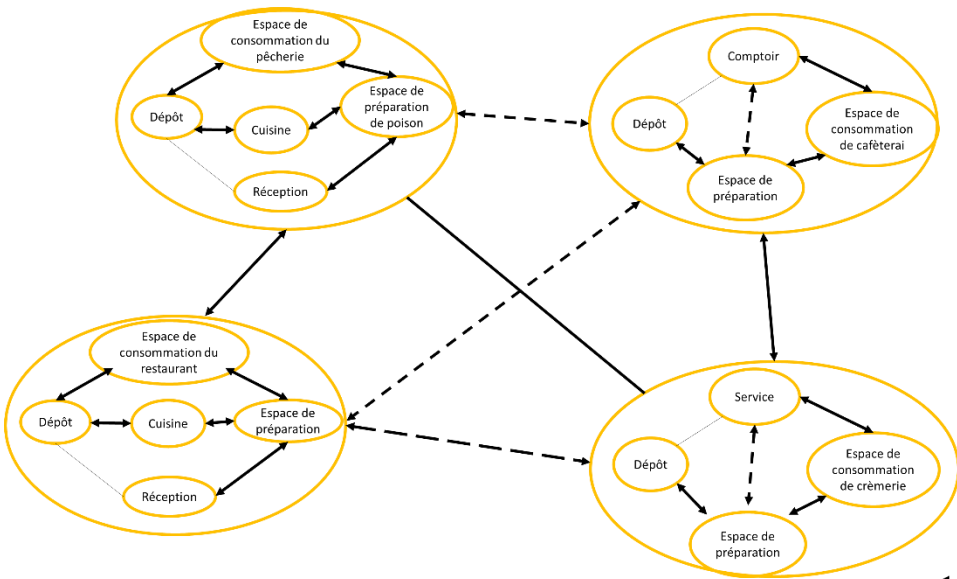 Espace de
consommation du
pêcherie
Dépôt
Cuisine
Espace de
préparation
de poison
Réception
Comptoir
Dépôt
Espace de
consommation
de cafèterai
Espace de
préparation
Espace de
consommation du
restaurant
Dépôt
Cuisine
Espace de
préparation
Réception
Service
Dépôt
Espace de
consommation
de crèmerie
Espace de
préparation